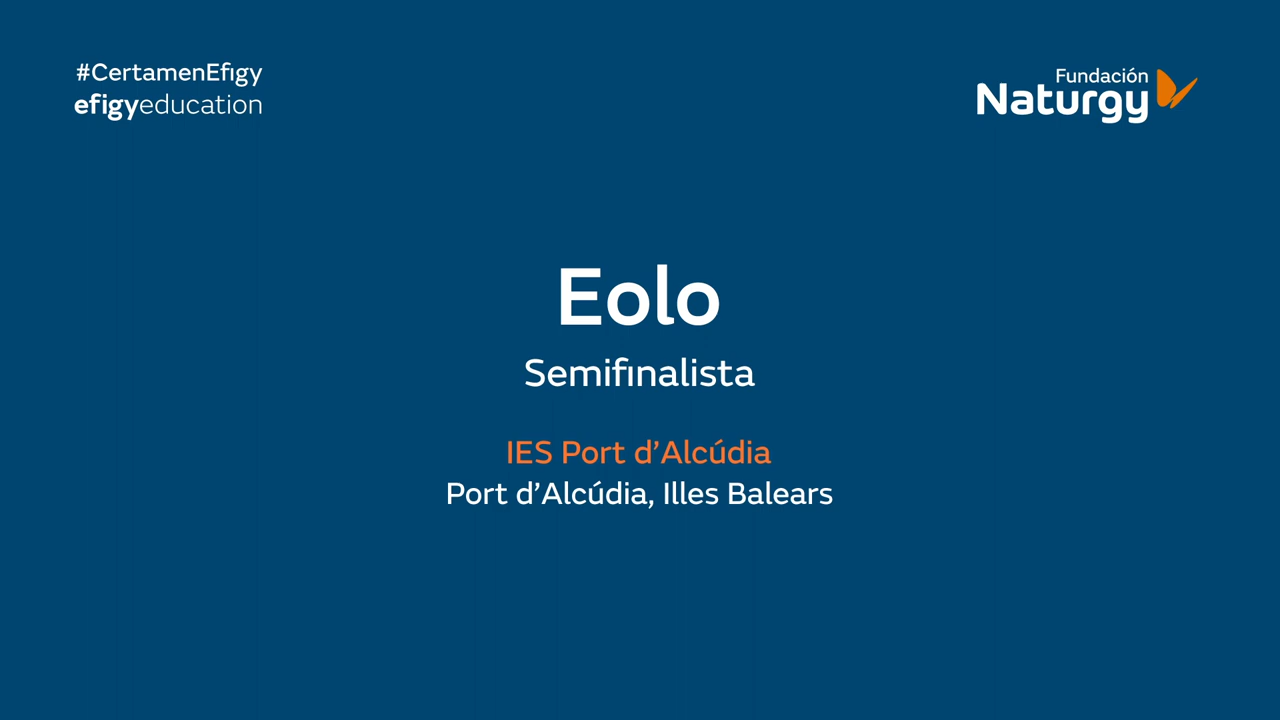 #CertamenEfigy
efigyeducation
Fundación
Naturgy
Eolo
Semifinalista
IES Port d’Alcúdia
Port d’Alcúdia, Illes Balears